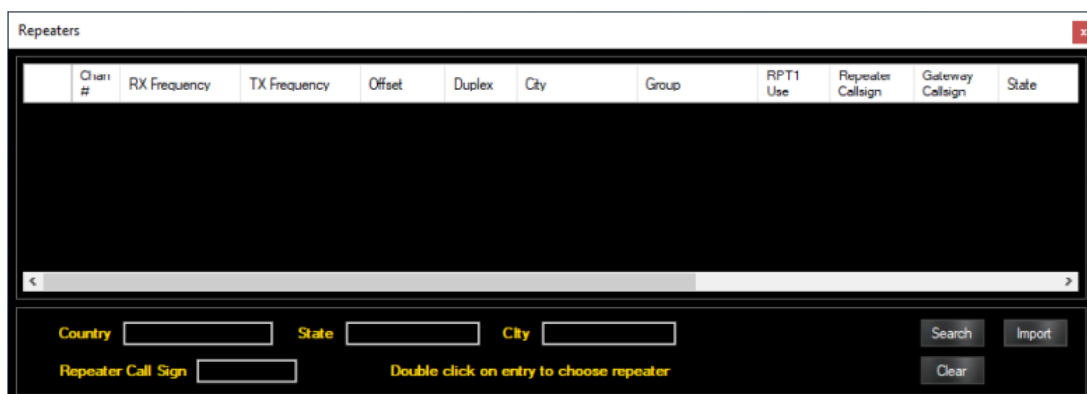 Repeaters
Chan # RX Frequency TX Frequency Offset Duplex City Group RPT1 Use Repeater Callsign Gateway Callsign State
Country State City Search Import
Repeater Call Sign Double click on entry to choose repeater Clear